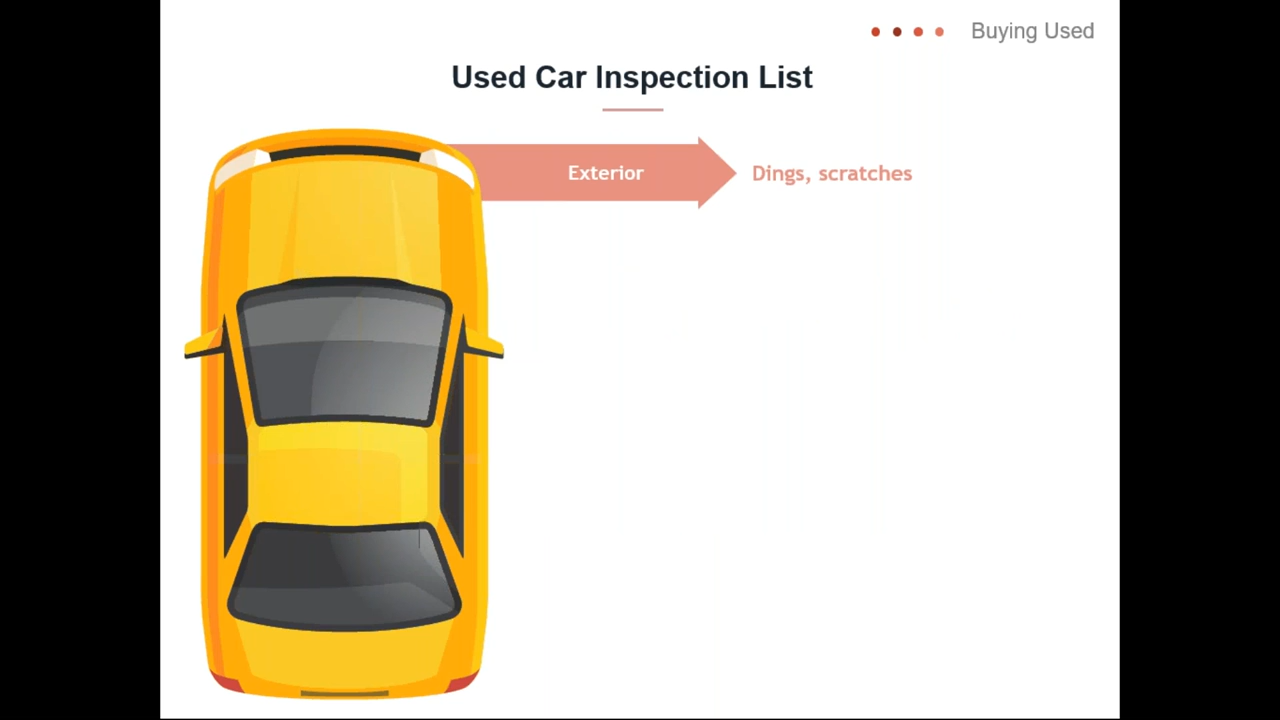 Buying Used
Used Car Inspection List
Exterior
Dings, scratches